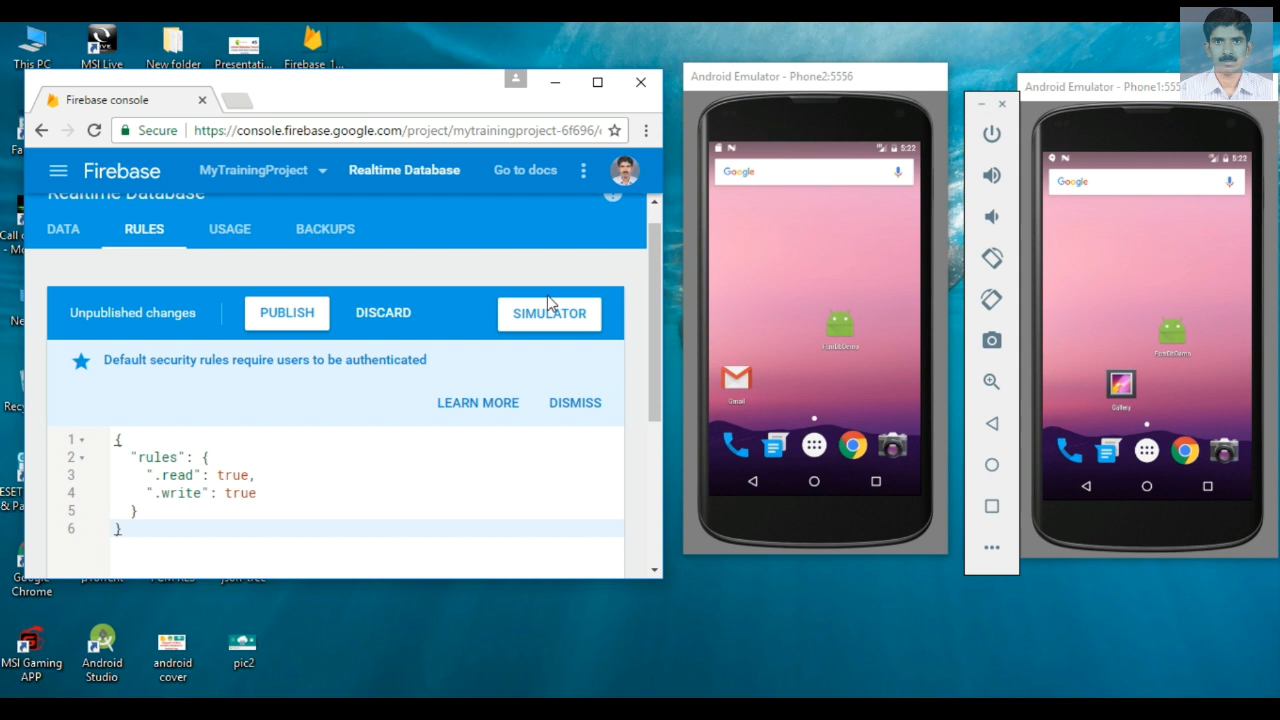 This PC
MSI Live
New folder
Presentati...
Firebase_1...
Firebase console
Secure
https://console.firebase.google.com/project/mytrainingproject-6f696/
Firebase
MyTrainingProject
Realtime Database
Go to docs
Realtime Database
DATA
RULES
USAGE
BACKUPS
Unpublished changes
PUBLISH
DISCARD
SIMULATOR
Default security rules require users to be authenticated
LEARN MORE
DISMISS
1
{
2
"rules": {
3
".read": true,
4
".write": true
5
}
6
}
Google
Chrome
MSI Gaming
APP
Android
Studio
android
cover
pic2
Android Emulator - Phone2:5556
5:22
Google
Gmail
Android Emulator - Phone1:555
5:22
Google
Gallery